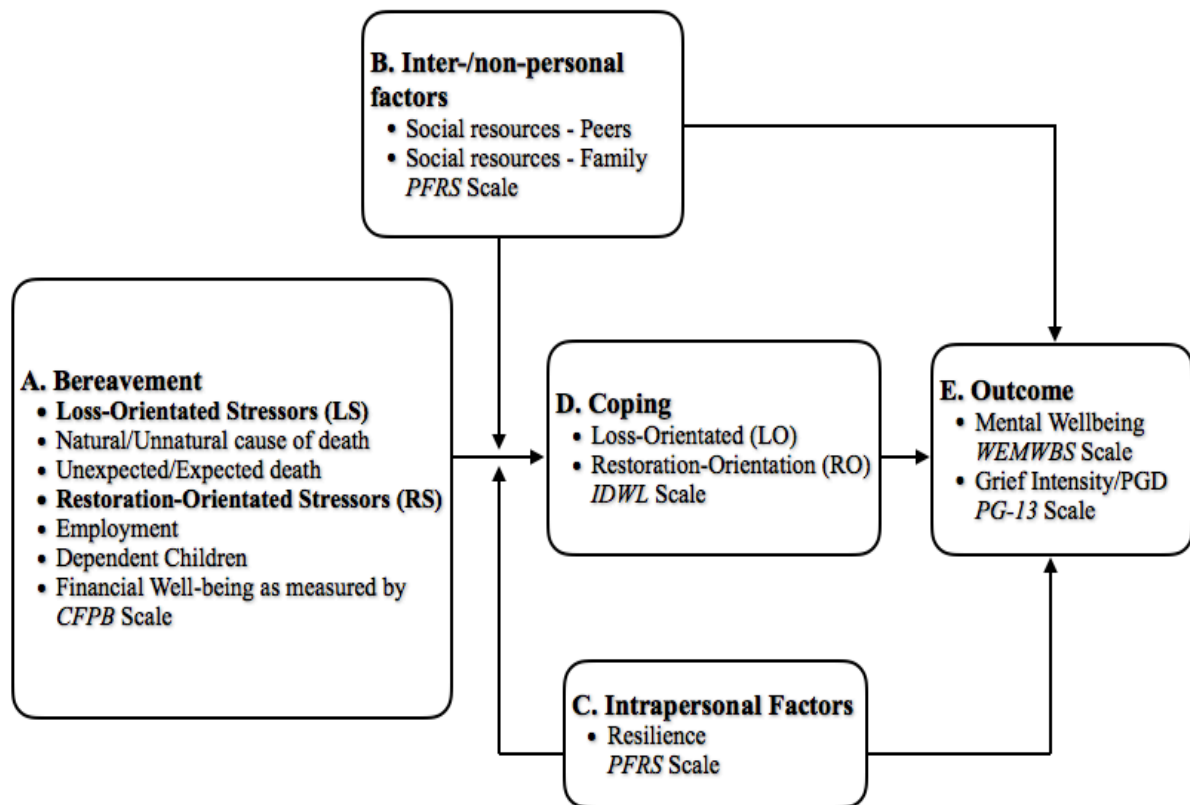 B. Inter-/non-personal
factors
• Social resources - Peers
• Social resources - Family
PFRS Scale
A. Bereavement
• Loss-Orientated Stressors (LS)
• Natural/Unnatural cause of death
• Unexpected/Expected death
• Restoration-Orientated Stressors (RS)
• Employment
• Dependent Children
• Financial Well-being as measured by
CFPB Scale
D. Coping
• Loss-Orientated (LO)
• Restoration-Orientation (RO)
IDWL Scale
E. Outcome
• Mental Wellbeing
WEMWBS Scale
• Grief Intensity/PGD
PG-13 Scale
C. Intrapersonal Factors
• Resilience
PFRS Scale